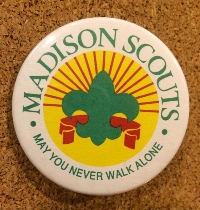 · MADISON SCOUTS ·
MAY YOU NEVER WALK ALONE